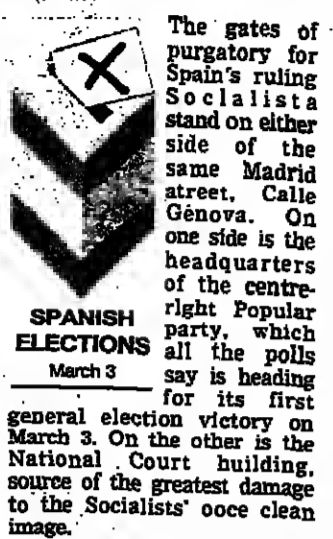 The gates of
purgatory for
Spain's ruling
Socialista
stand on either
side of the
same Madrid
atreet, Calle
Génova. On
one side is the
headquarters
of the centre-
right Popular
party, which
all the polls
say is heading
for its first
general election victory on
March 3. On the other is the
National Court huilding,
source of the greatest damage
to the Socialists' ooce clean
image.
SPANISH
ELECTIONS
March 3